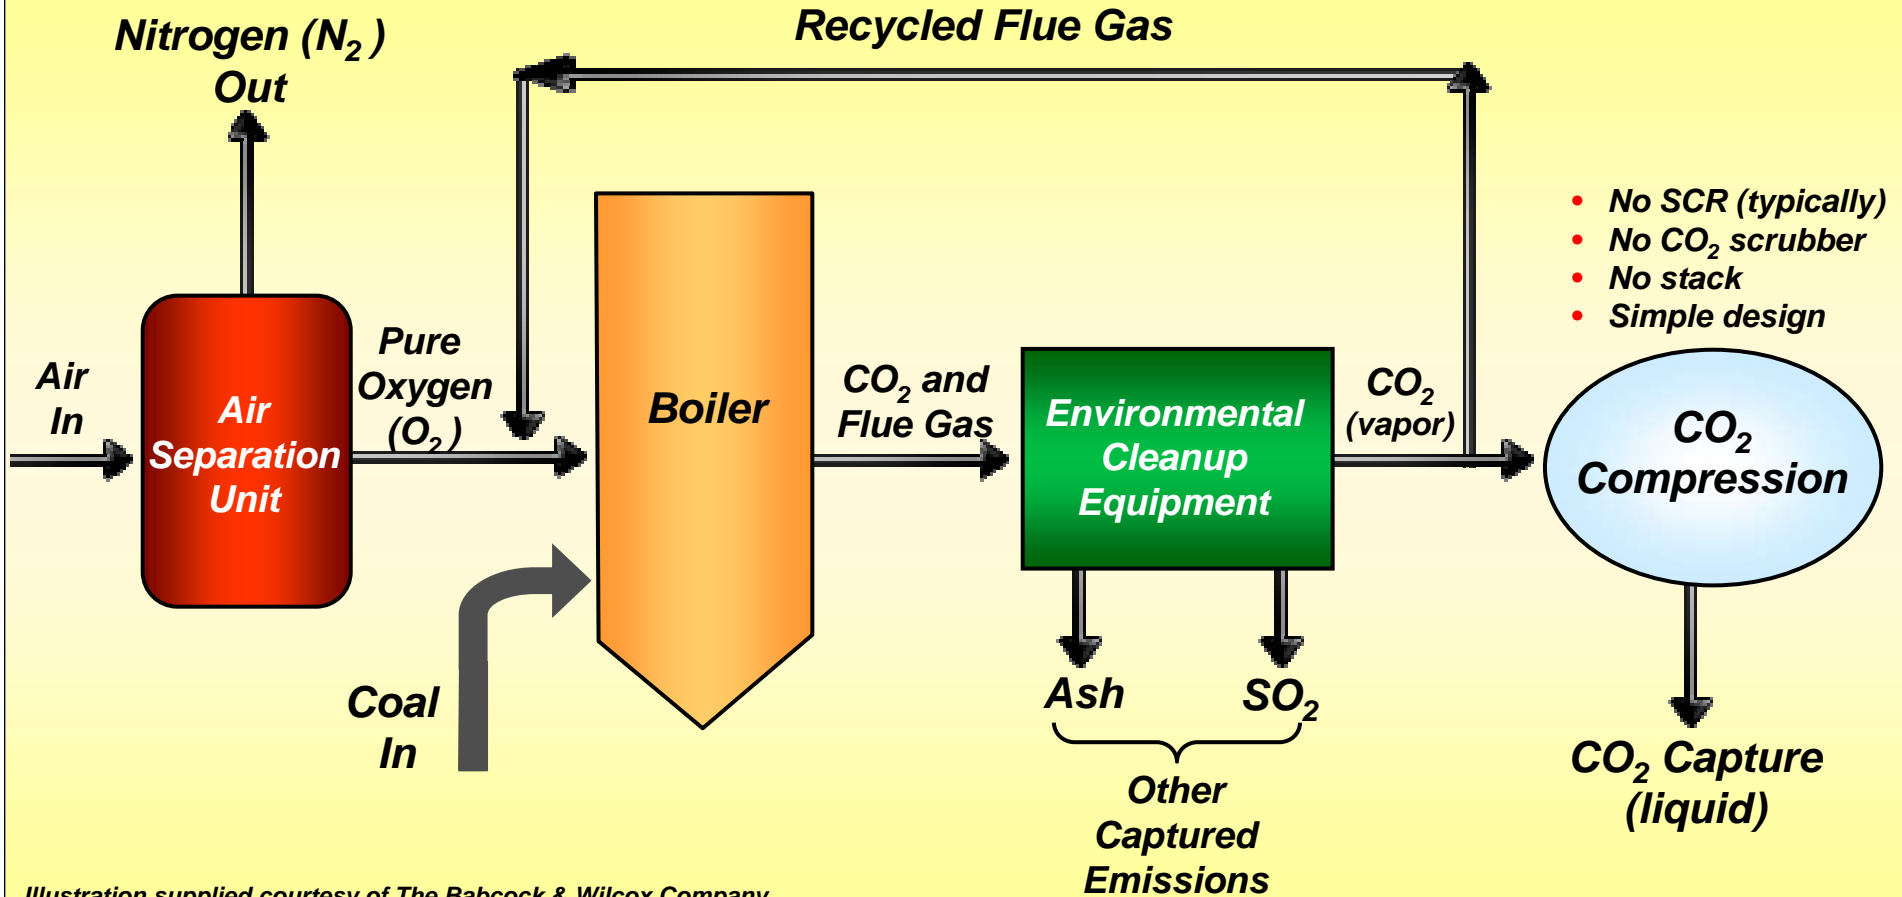 Nitrogen (N₂ )
Out
Recycled Flue Gas
• No SCR (typically)
• No CO₂ scrubber
• No stack
• Simple design
Air
In
Air
Separation
Unit
Pure
Oxygen
(O₂ )
Boiler
CO₂ and
Flue Gas
Environmental
Cleanup
Equipment
CO₂
(vapor)
CO₂
Compression
Coal
In
Ash
SO₂
Other
Captured
Emissions
CO₂ Capture
(liquid)
Illustration supplied courtesy of The Babcock & Wilcox Company